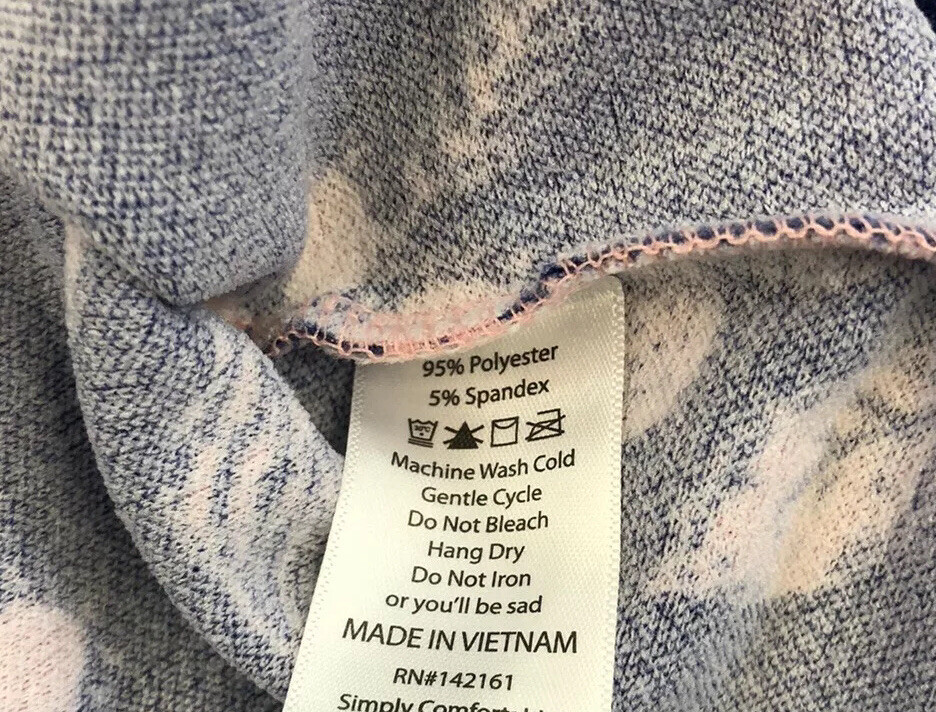 95% Polyester
5% Spandex
Machine Wash Cold
Gentle Cycle
Do Not Bleach
Hang Dry
Do Not Iron
or you'll be sad
MADE IN VIETNAM
RN#142161
Simply